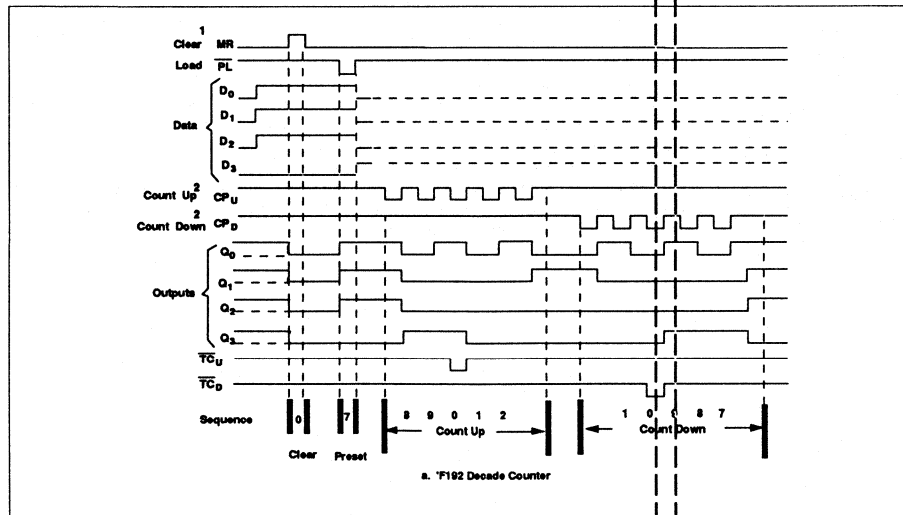 1
Clear MR
Load PL
D0
D1
Data
D2
D3
Count Up 2 CPU
2
Count Down CPD
Q0
Q1
Outputs
Q2
Q3
TCU
TCD
Sequence 0 7 8 9 0 1 2 1 0 8 7
Count Up Count Down
Clear Preset
a. 'F192 Decade Counter